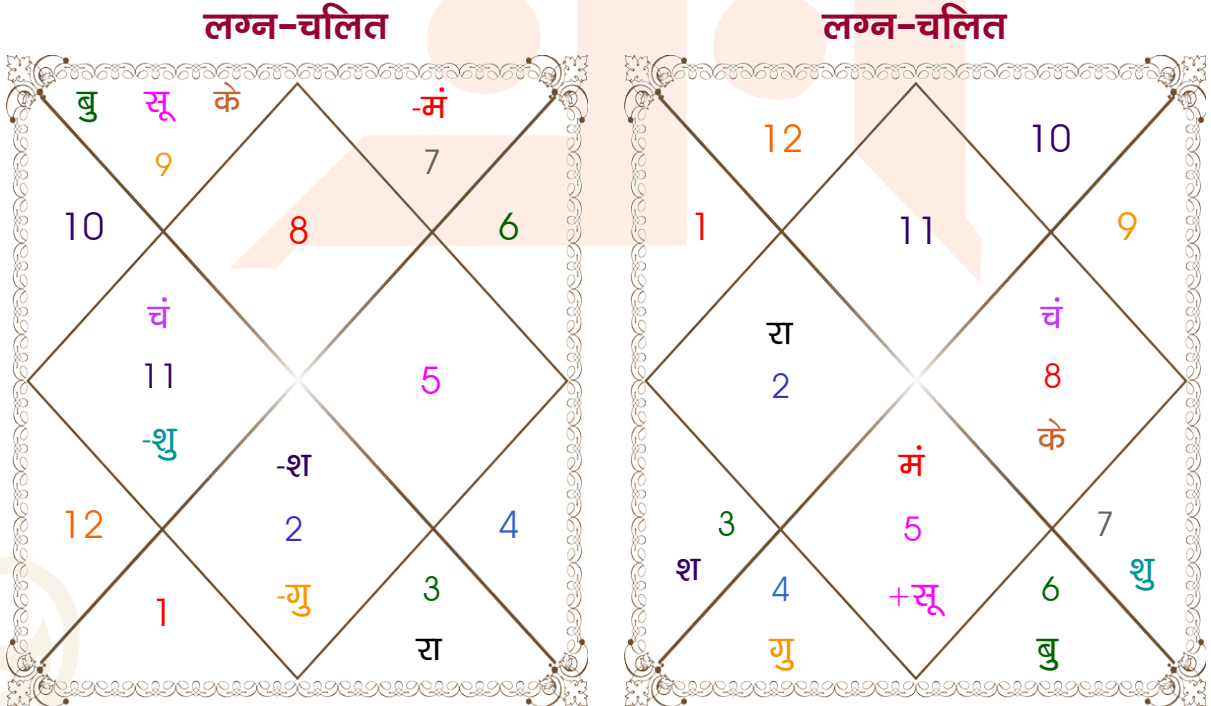 लग्न-चलित
बु सू के
-मं
9
7
10
8
6
चं
11
5
-शु
-श
12
2
4
-गु
3
1
रा
लग्न-चलित
12
10
1
11
9
रा
चं
2
8
के
मं
3
5
7
श
शु
4
+सू
6
गु
बु